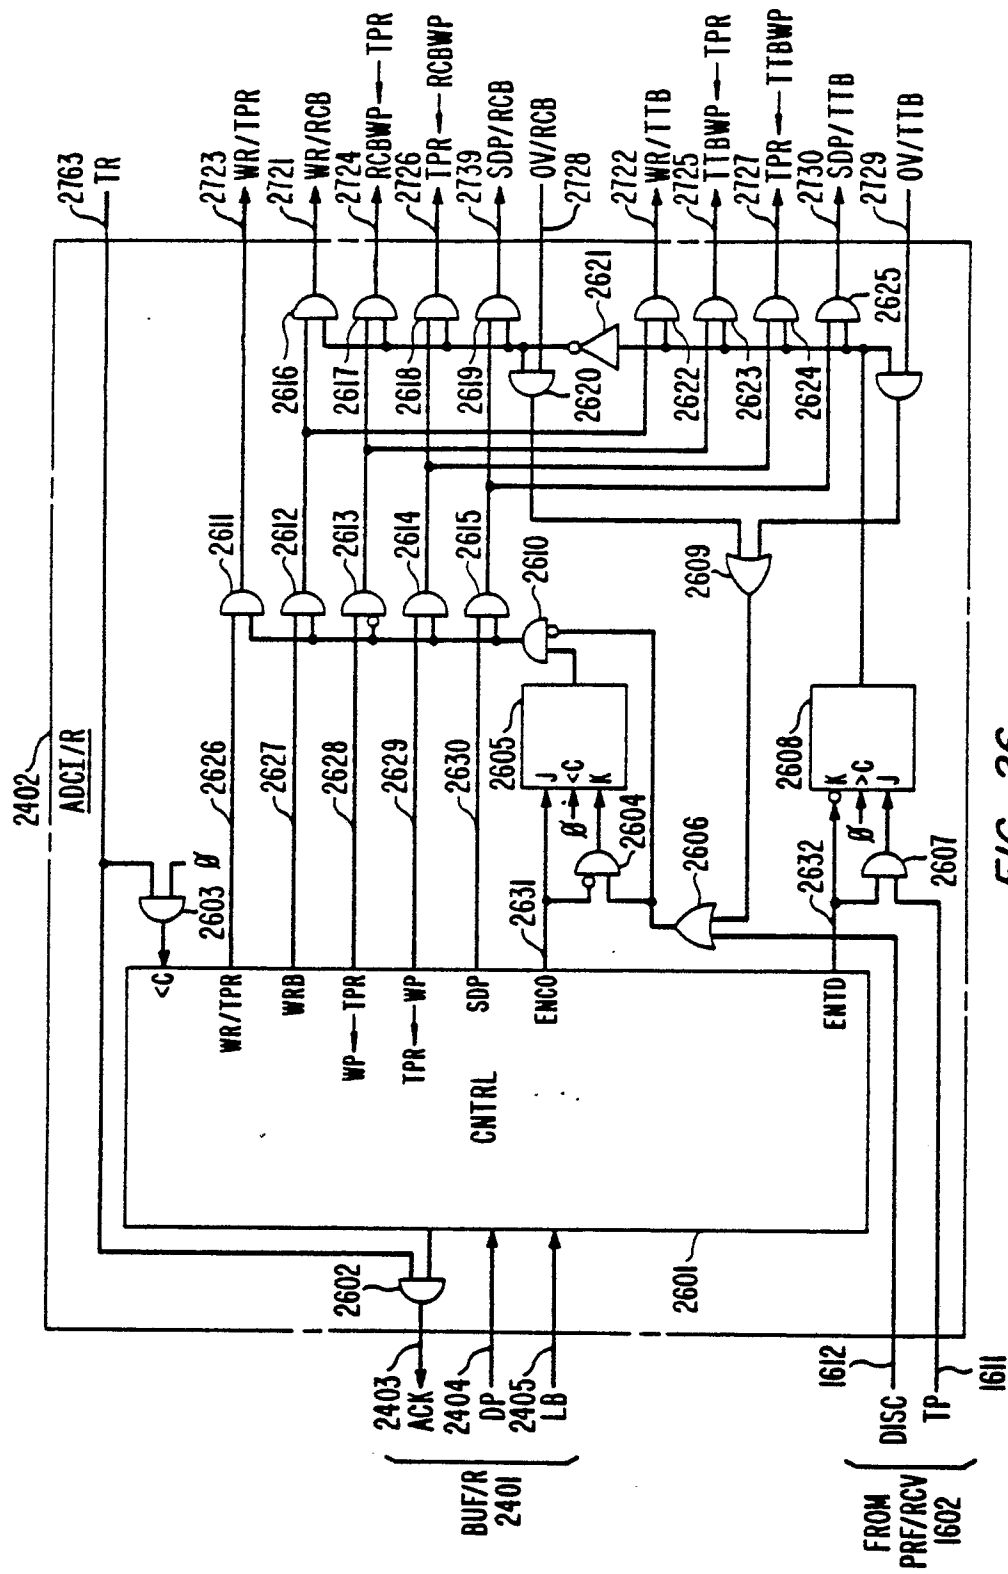 2402
ADCI/R
2763
TR
2603
Ø
<C
2723
WR/TPR
2721
WR/RCB
2724
RCBWP → TPR
2726
TPR ← RCBWP
2739
SDP/RCB
OV/RCB
2728
2722
WR/TTB
2725
TTBWP → TPR
2727
TPR ← TTBWP
2730
SDP/TTB
2729
OV/TTB
2616
2617
2618
2619
2620
2621
2622
2623
2624
2625
2611
2612
2613
2614
2615
2610
2609
2626
2627
2628
2629
2630
2631
2632
WR/TPR
WRB
WP ← TPR
TPR ← WP
SDP
ENCO
ENTD
CNTRL
2601
2605
J
<C
K
Ø
2604
2606
2608
K
>C
J
Ø
2607
2602
2403
ACK
2404
DP
2405
LB
BUF/R
2401
1612
DISC
TP
1611
FROM
PRF/RCV
1602